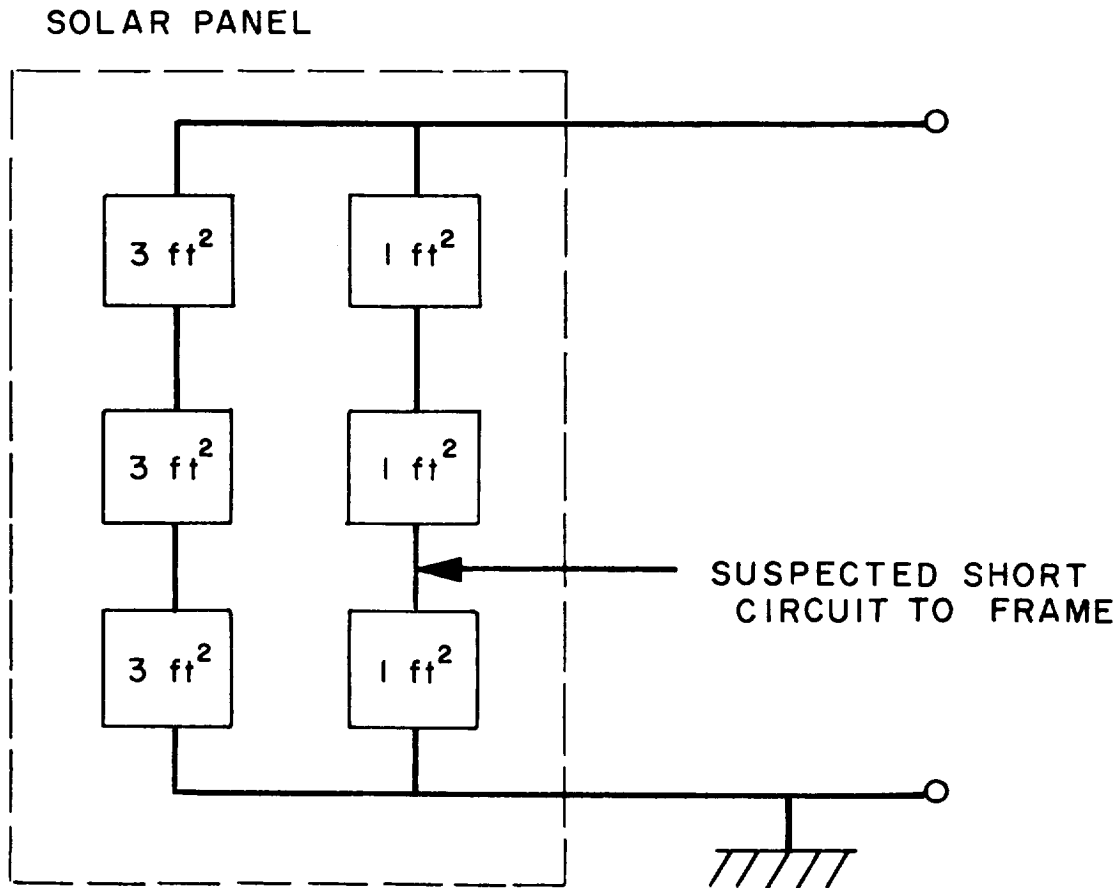 SOLAR PANEL
3 ft²
1 ft²
3 ft²
1 ft²
SUSPECTED SHORT
CIRCUIT TO FRAME
3 ft²
1 ft²